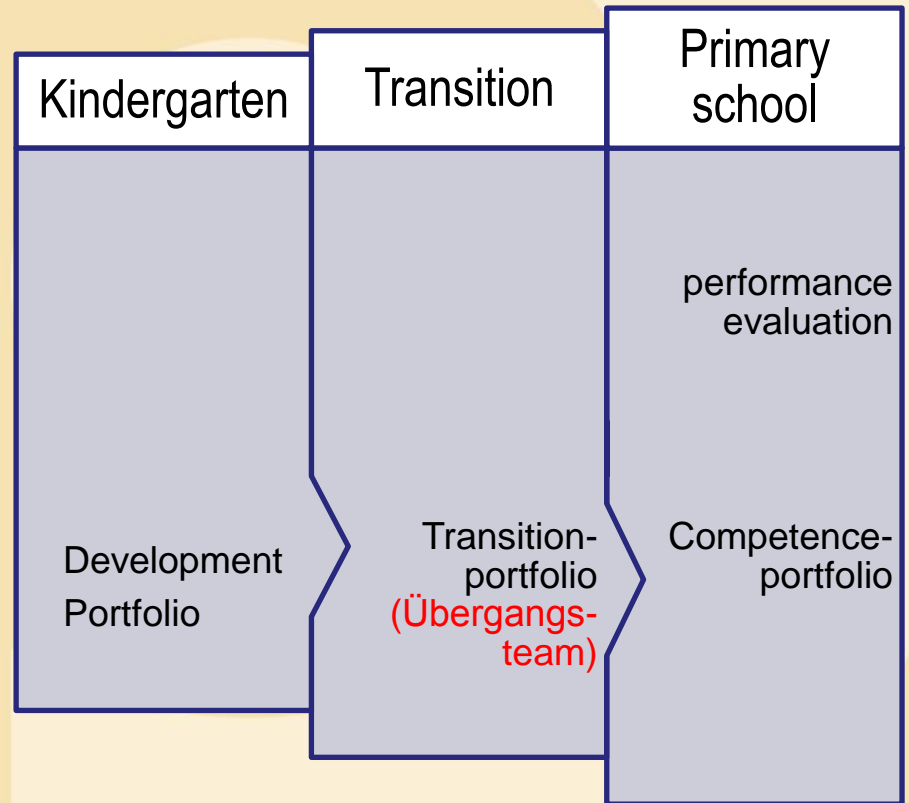 Kindergarten
Development
Portfolio
Transition
Transition-
portfolio
(Übergangs-
team)
Primary
school
performance
evaluation
Competence-
portfolio